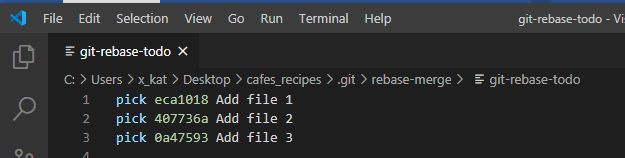 File Edit Selection View Go Run Terminal Help git-rebase-todo - Vi
git-rebase-todo ×
C: > Users > x_kat > Desktop > cafes_recipes > .git > rebase-merge > git-rebase-todo
1 pick eca1018 Add file 1
2 pick 407736a Add file 2
3 pick 0a47593 Add file 3
4